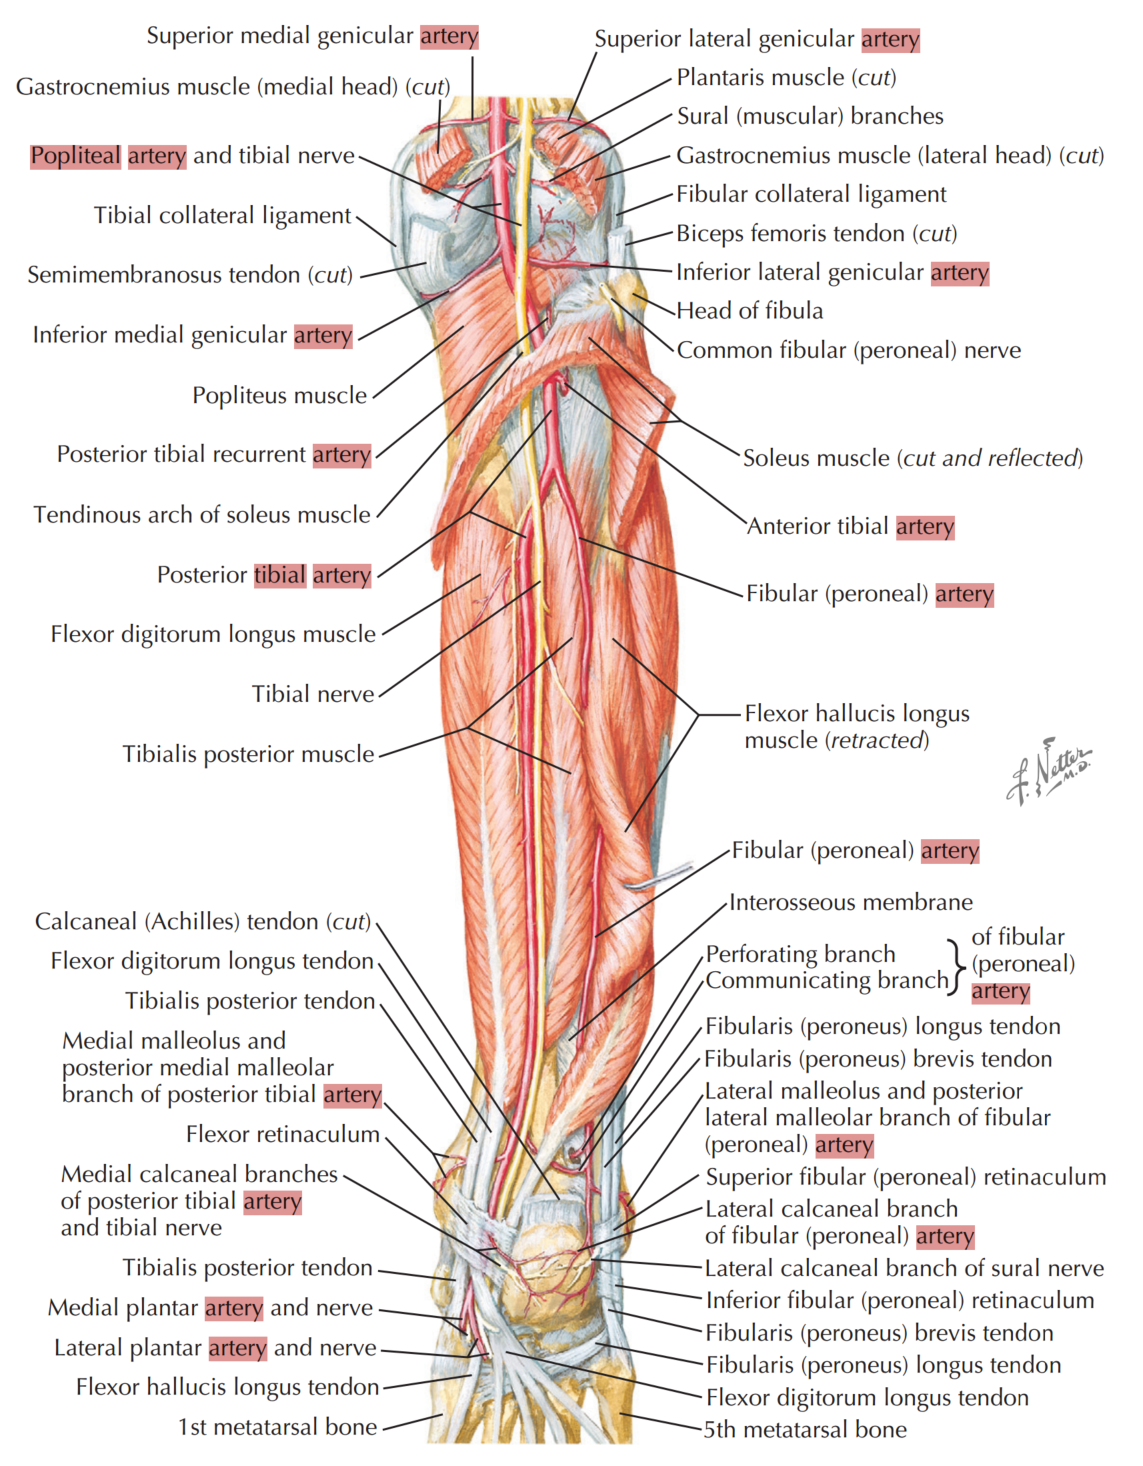 Superior medial genicular artery
Gastrocnemius muscle (medial head) (cut)
Popliteal artery and tibial nerve
Tibial collateral ligament
Semimembranosus tendon (cut)
Inferior medial genicular artery
Popliteus muscle
Posterior tibial recurrent artery
Tendinous arch of soleus muscle
Posterior tibial artery
Flexor digitorum longus muscle
Tibial nerve
Tibialis posterior muscle
Calcaneal (Achilles) tendon (cut)
Flexor digitorum longus tendon
Tibialis posterior tendon
Medial malleolus and
posterior medial malleolar
branch of posterior tibial artery
Flexor retinaculum
Medial calcaneal branches
of posterior tibial artery
and tibial nerve
Tibialis posterior tendon
Medial plantar artery and nerve
Lateral plantar artery and nerve
Flexor hallucis longus tendon
1st metatarsal bone
Superior lateral genicular artery
Plantaris muscle (cut)
Sural (muscular) branches
Gastrocnemius muscle (lateral head) (cut)
Fibular collateral ligament
Biceps femoris tendon (cut)
Inferior lateral genicular artery
Head of fibula
Common fibular (peroneal) nerve
Soleus muscle (cut and reflected)
Anterior tibial artery
Fibular (peroneal) artery
Flexor hallucis longus
muscle (retracted)
F. Netter
M.D.
Fibular (peroneal) artery
Interosseous membrane
Perforating branch
Communicating branch
of fibular
(peroneal)
artery
Fibularis (peroneus) longus tendon
Fibularis (peroneus) brevis tendon
Lateral malleolus and posterior
lateral malleolar branch of fibular
(peroneal) artery
Superior fibular (peroneal) retinaculum
Lateral calcaneal branch
of fibular (peroneal) artery
Lateral calcaneal branch of sural nerve
Inferior fibular (peroneal) retinaculum
Fibularis (peroneus) brevis tendon
Fibularis (peroneus) longus tendon
Flexor digitorum longus tendon
5th metatarsal bone